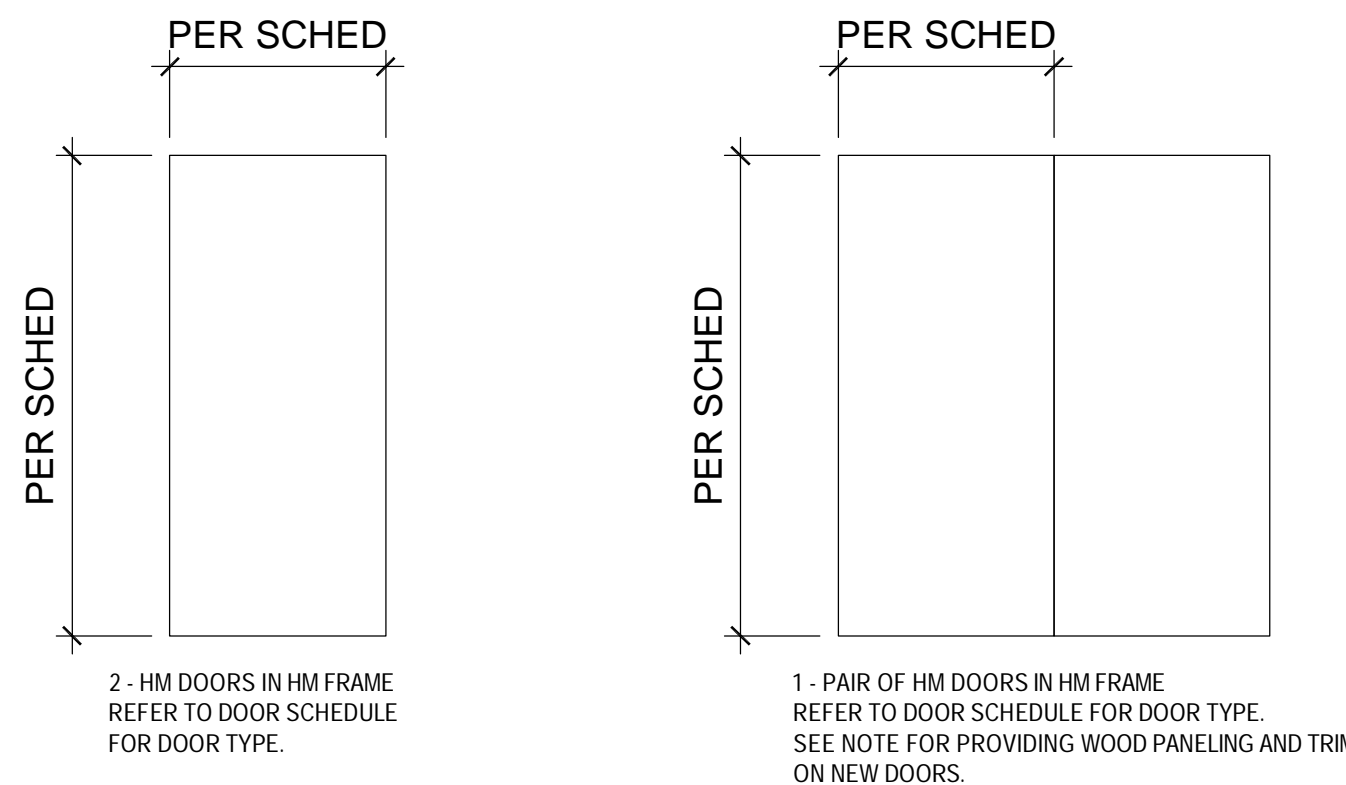 PER SCHED
PER SCHED
2 - HM DOORS IN HM FRAME
REFER TO DOOR SCHEDULE
FOR DOOR TYPE.
PER SCHED
PER SCHED
1 - PAIR OF HM DOORS IN HM FRAME
REFER TO DOOR SCHEDULE FOR DOOR TYPE.
SEE NOTE FOR PROVIDING WOOD PANELING AND TRIM
ON NEW DOORS.